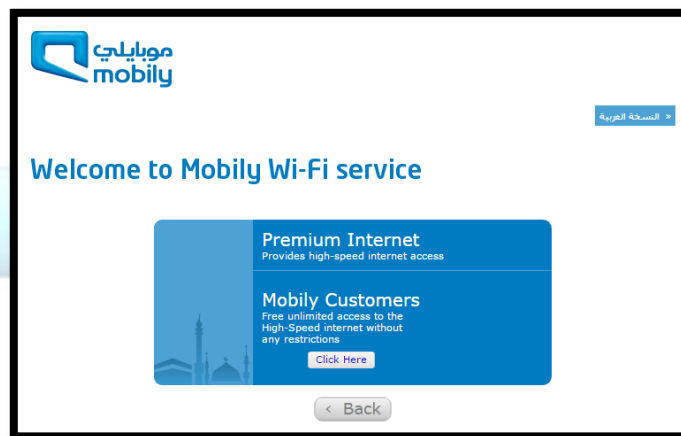 موبايلي
mobily
« النسخة العربية
Welcome to Mobily Wi-Fi service
Premium Internet
Provides high-speed internet access
Mobily Customers
Free unlimited access to the
High-Speed internet without
any restrictions
Click Here
‹ Back